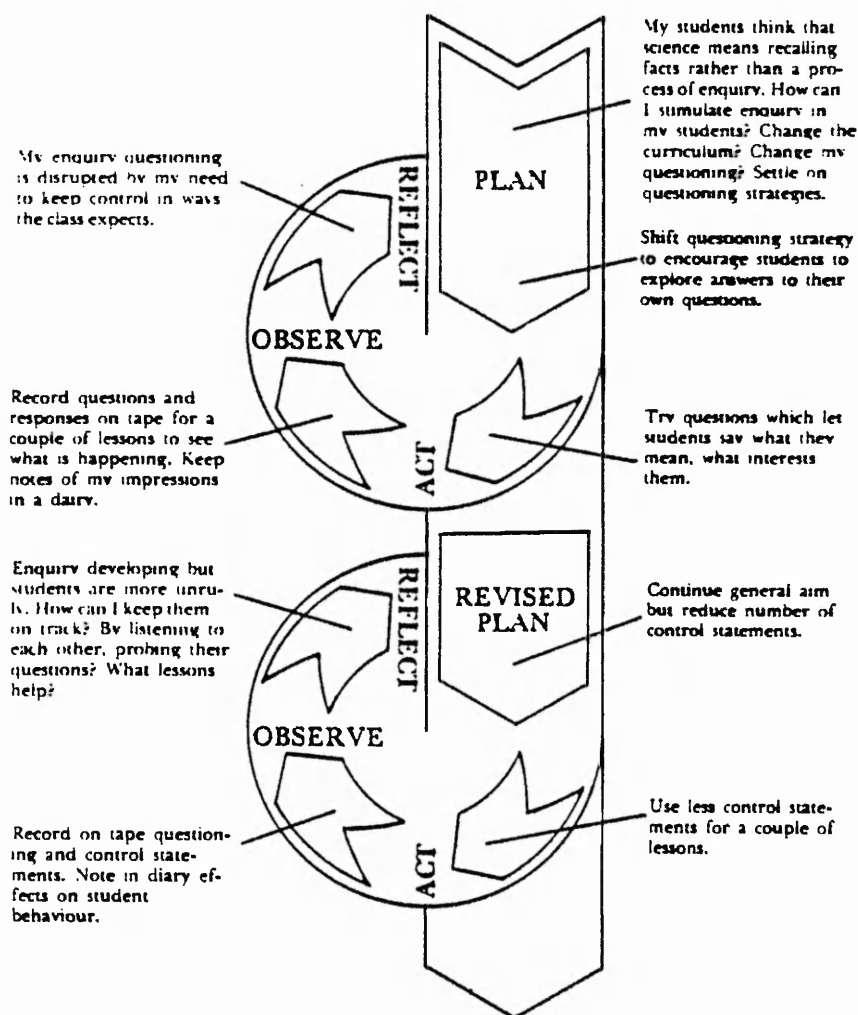 My students think that
science means recalling
facts rather than a pro-
cess of enquiry. How can
I stimulate enquiry in
my students? Change the
curriculum? Change my
questioning? Settle on
questioning strategies.
PLAN
Shift questioning strategy
to encourage students to
explore answers to their
own questions.
Try questions which let
students say what they
mean, what interests
them.
ACT
Record questions and
responses on tape for a
couple of lessons to see
what is happening. Keep
notes of my impressions
in a dairy.
OBSERVE
My enquiry questioning
is disrupted by my need
to keep control in ways
the class expects.
REFLECT
REVISED
PLAN
Continue general aim
but reduce number of
control statements.
Use less control state-
ments for a couple of
lessons.
ACT
Record on tape question-
ing and control state-
ments. Note in diary ef-
fects on student
behaviour.
OBSERVE
Enquiry developing but
students are more unru-
ly. How can I keep them
on track? By listening to
each other, probing their
questions? What lessons
help?
REFLECT